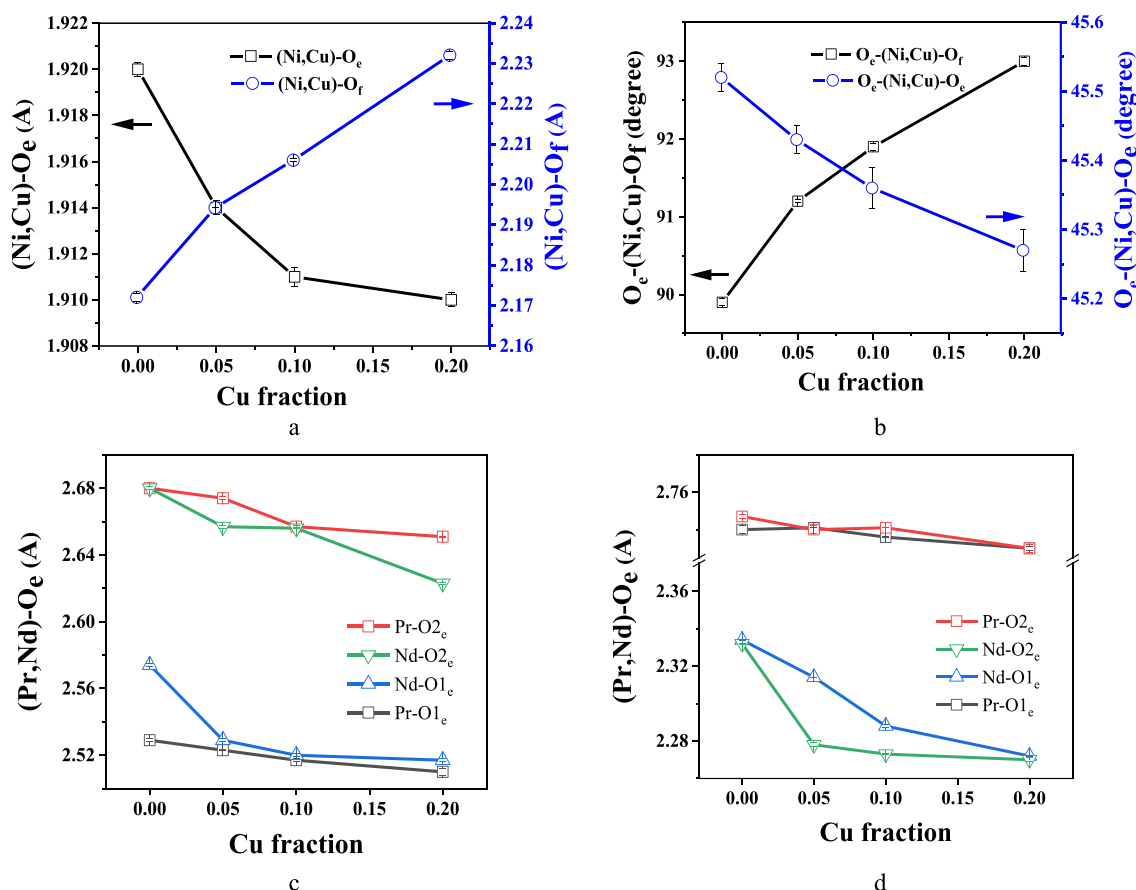 (Ni,Cu)-Oe (A)
1.922
1.920
1.918
1.916
1.914
1.912
1.910
1.908
(Ni,Cu)-Oe
(Ni,Cu)-Of
2.24
2.23
2.22
2.21
2.20
2.19
2.18
2.17
2.16
(Ni,Cu)-Of (A)
0.00 0.05 0.10 0.15 0.20
Cu fraction
a
Oe-(Ni,Cu)-Of (degree)
93
92
91
90
Oe-(Ni,Cu)-Of
Oe-(Ni,Cu)-Oe
45.6
45.5
45.4
45.3
45.2
Oe-(Ni,Cu)-Oe (degree)
0.00 0.05 0.10 0.15 0.20
Cu fraction
b
(Pr,Nd)-Oe (A)
2.68
2.64
2.60
2.56
2.52
Pr-O2e
Nd-O2e
Nd-O1e
Pr-O1e
0.00 0.05 0.10 0.15 0.20
Cu fraction
c
(Pr,Nd)-Oe (A)
2.76
2.36
2.32
2.28
Pr-O2e
Nd-O2e
Nd-O1e
Pr-O1e
0.00 0.05 0.10 0.15 0.20
Cu fraction
d